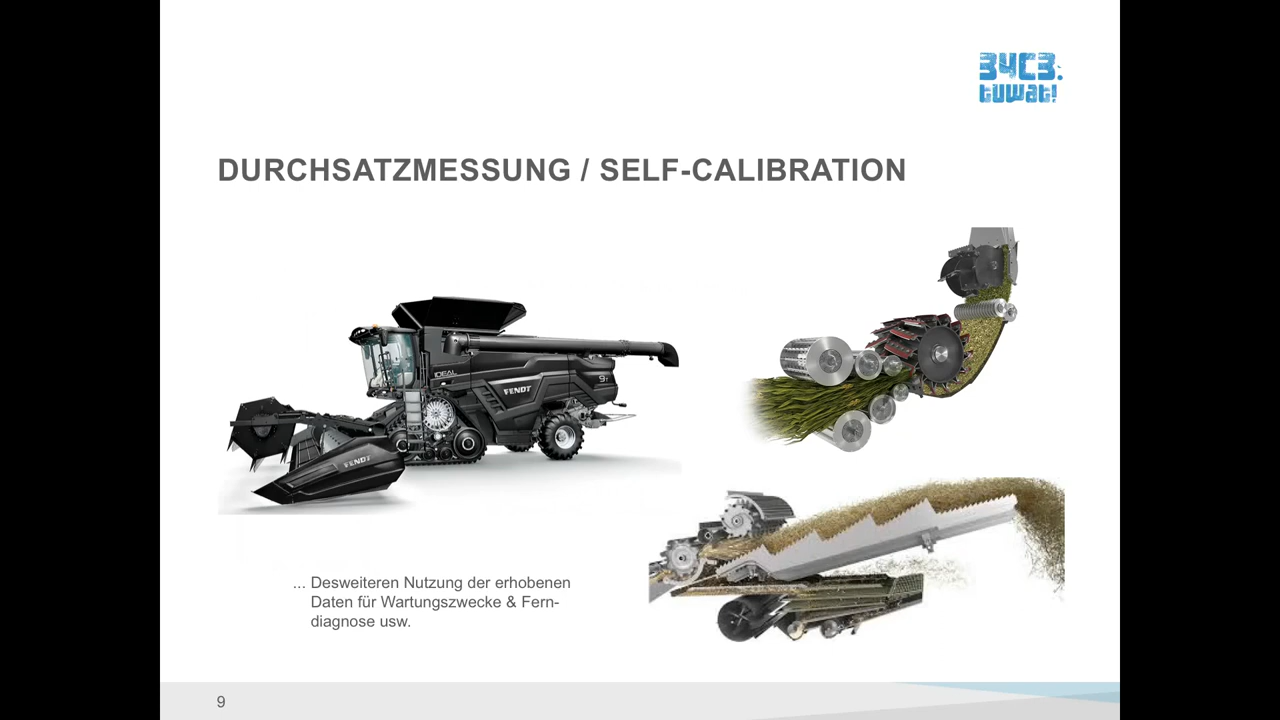 34C3.
tuwat!
DURCHSATZMESSUNG / SELF-CALIBRATION
IDEAL
9T
FENDT
FENDT
... Desweiteren Nutzung der erhobenen
Daten für Wartungszwecke & Fern-
diagnose usw.
9